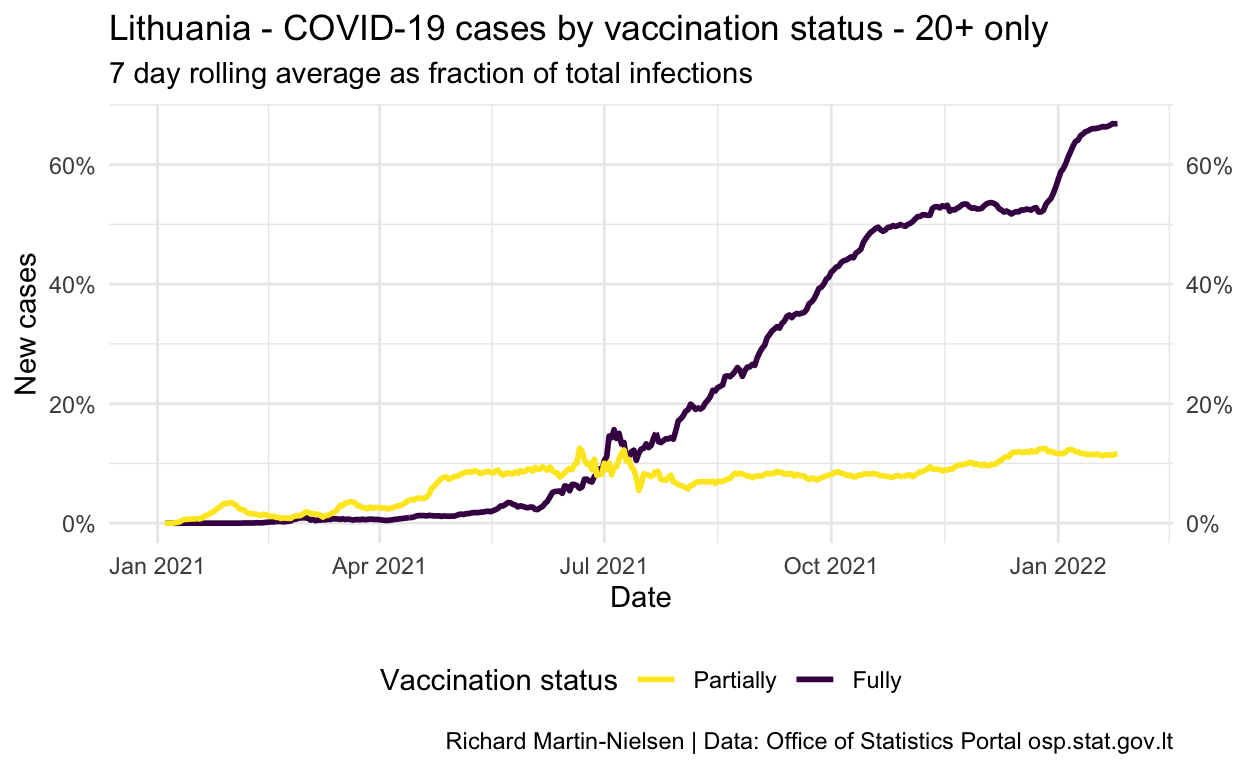 Lithuania - COVID-19 cases by vaccination status - 20+ only
7 day rolling average as fraction of total infections
New cases
60% 60%
40% 40%
20% 20%
0% 0%
Jan 2021 Apr 2021 Jul 2021 Oct 2021 Jan 2022
Date
Vaccination status Partially Fully
Richard Martin-Nielsen | Data: Office of Statistics Portal osp.stat.gov.lt